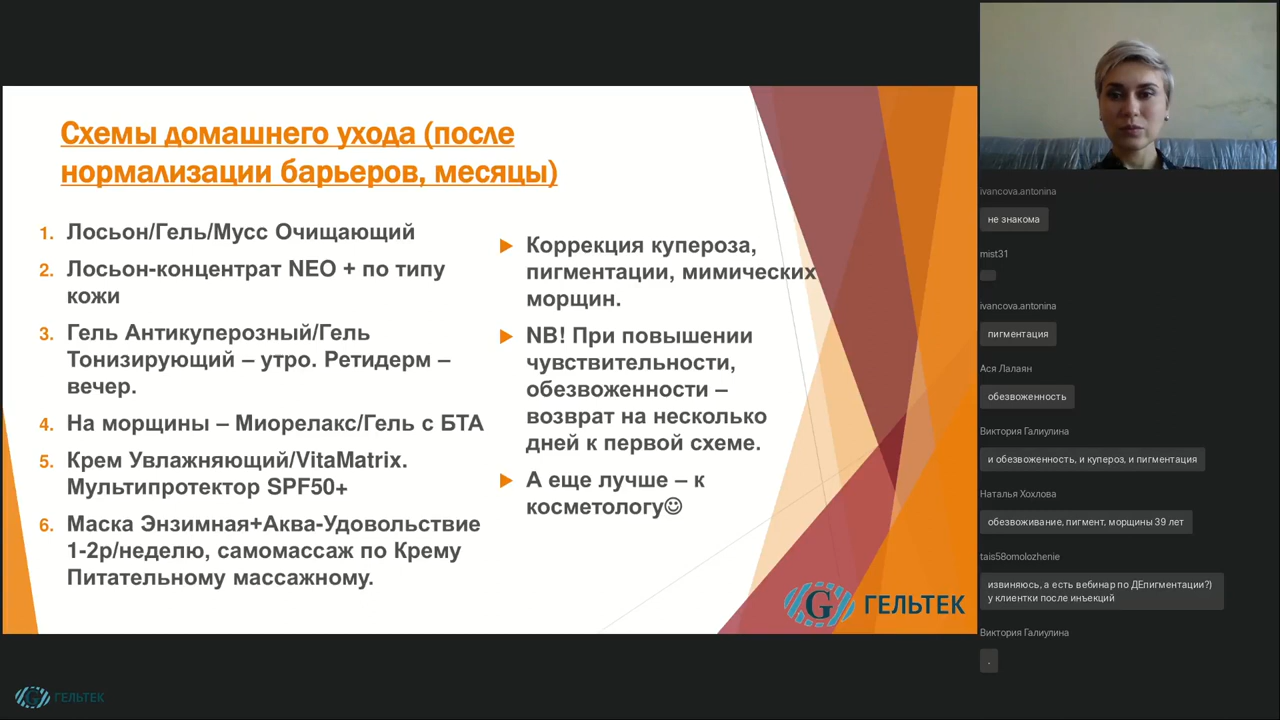 Схемы домашнего ухода (после
нормализации барьеров, месяцы)
1. Лосьон/Гель/Мусс Очищающий
2. Лосьон-концентрат NEO + по типу
кожи
3. Гель Антикуперозный/Гель
Тонизирующий – утро. Ретидерм –
вечер.
4. На морщины – Миорелакс/Гель с БТА
5. Крем Увлажняющий/VitaMatrix.
Мультипротектор SPF50+
6. Маска Энзимная+Аква-Удовольствие
1-2р/неделю, самомассаж по Крему
Питательному массажному.
Коррекция купероза,
пигментации, мимических
морщин.
NB! При повышении
чувствительности,
обезвоженности –
возврат на несколько
дней к первой схеме.
А еще лучше – к
косметологу☺
G ГЕЛЬТЕК
G ГЕЛЬТЕК
ivancova.antonina
не знакома
mist31
ivancova.antonina
пигментация
Ася Лалаян
обезвоженность
Виктория Галиулина
и обезвоженность, и купероз, и пигментация
Наталья Хохлова
обезвоживание, пигмент, морщины 39 лет
tais58omolozhenie
извиняюсь, а есть вебинар по ДЕпигментации?)
у клиентки после инъекций
Виктория Галиулина
.